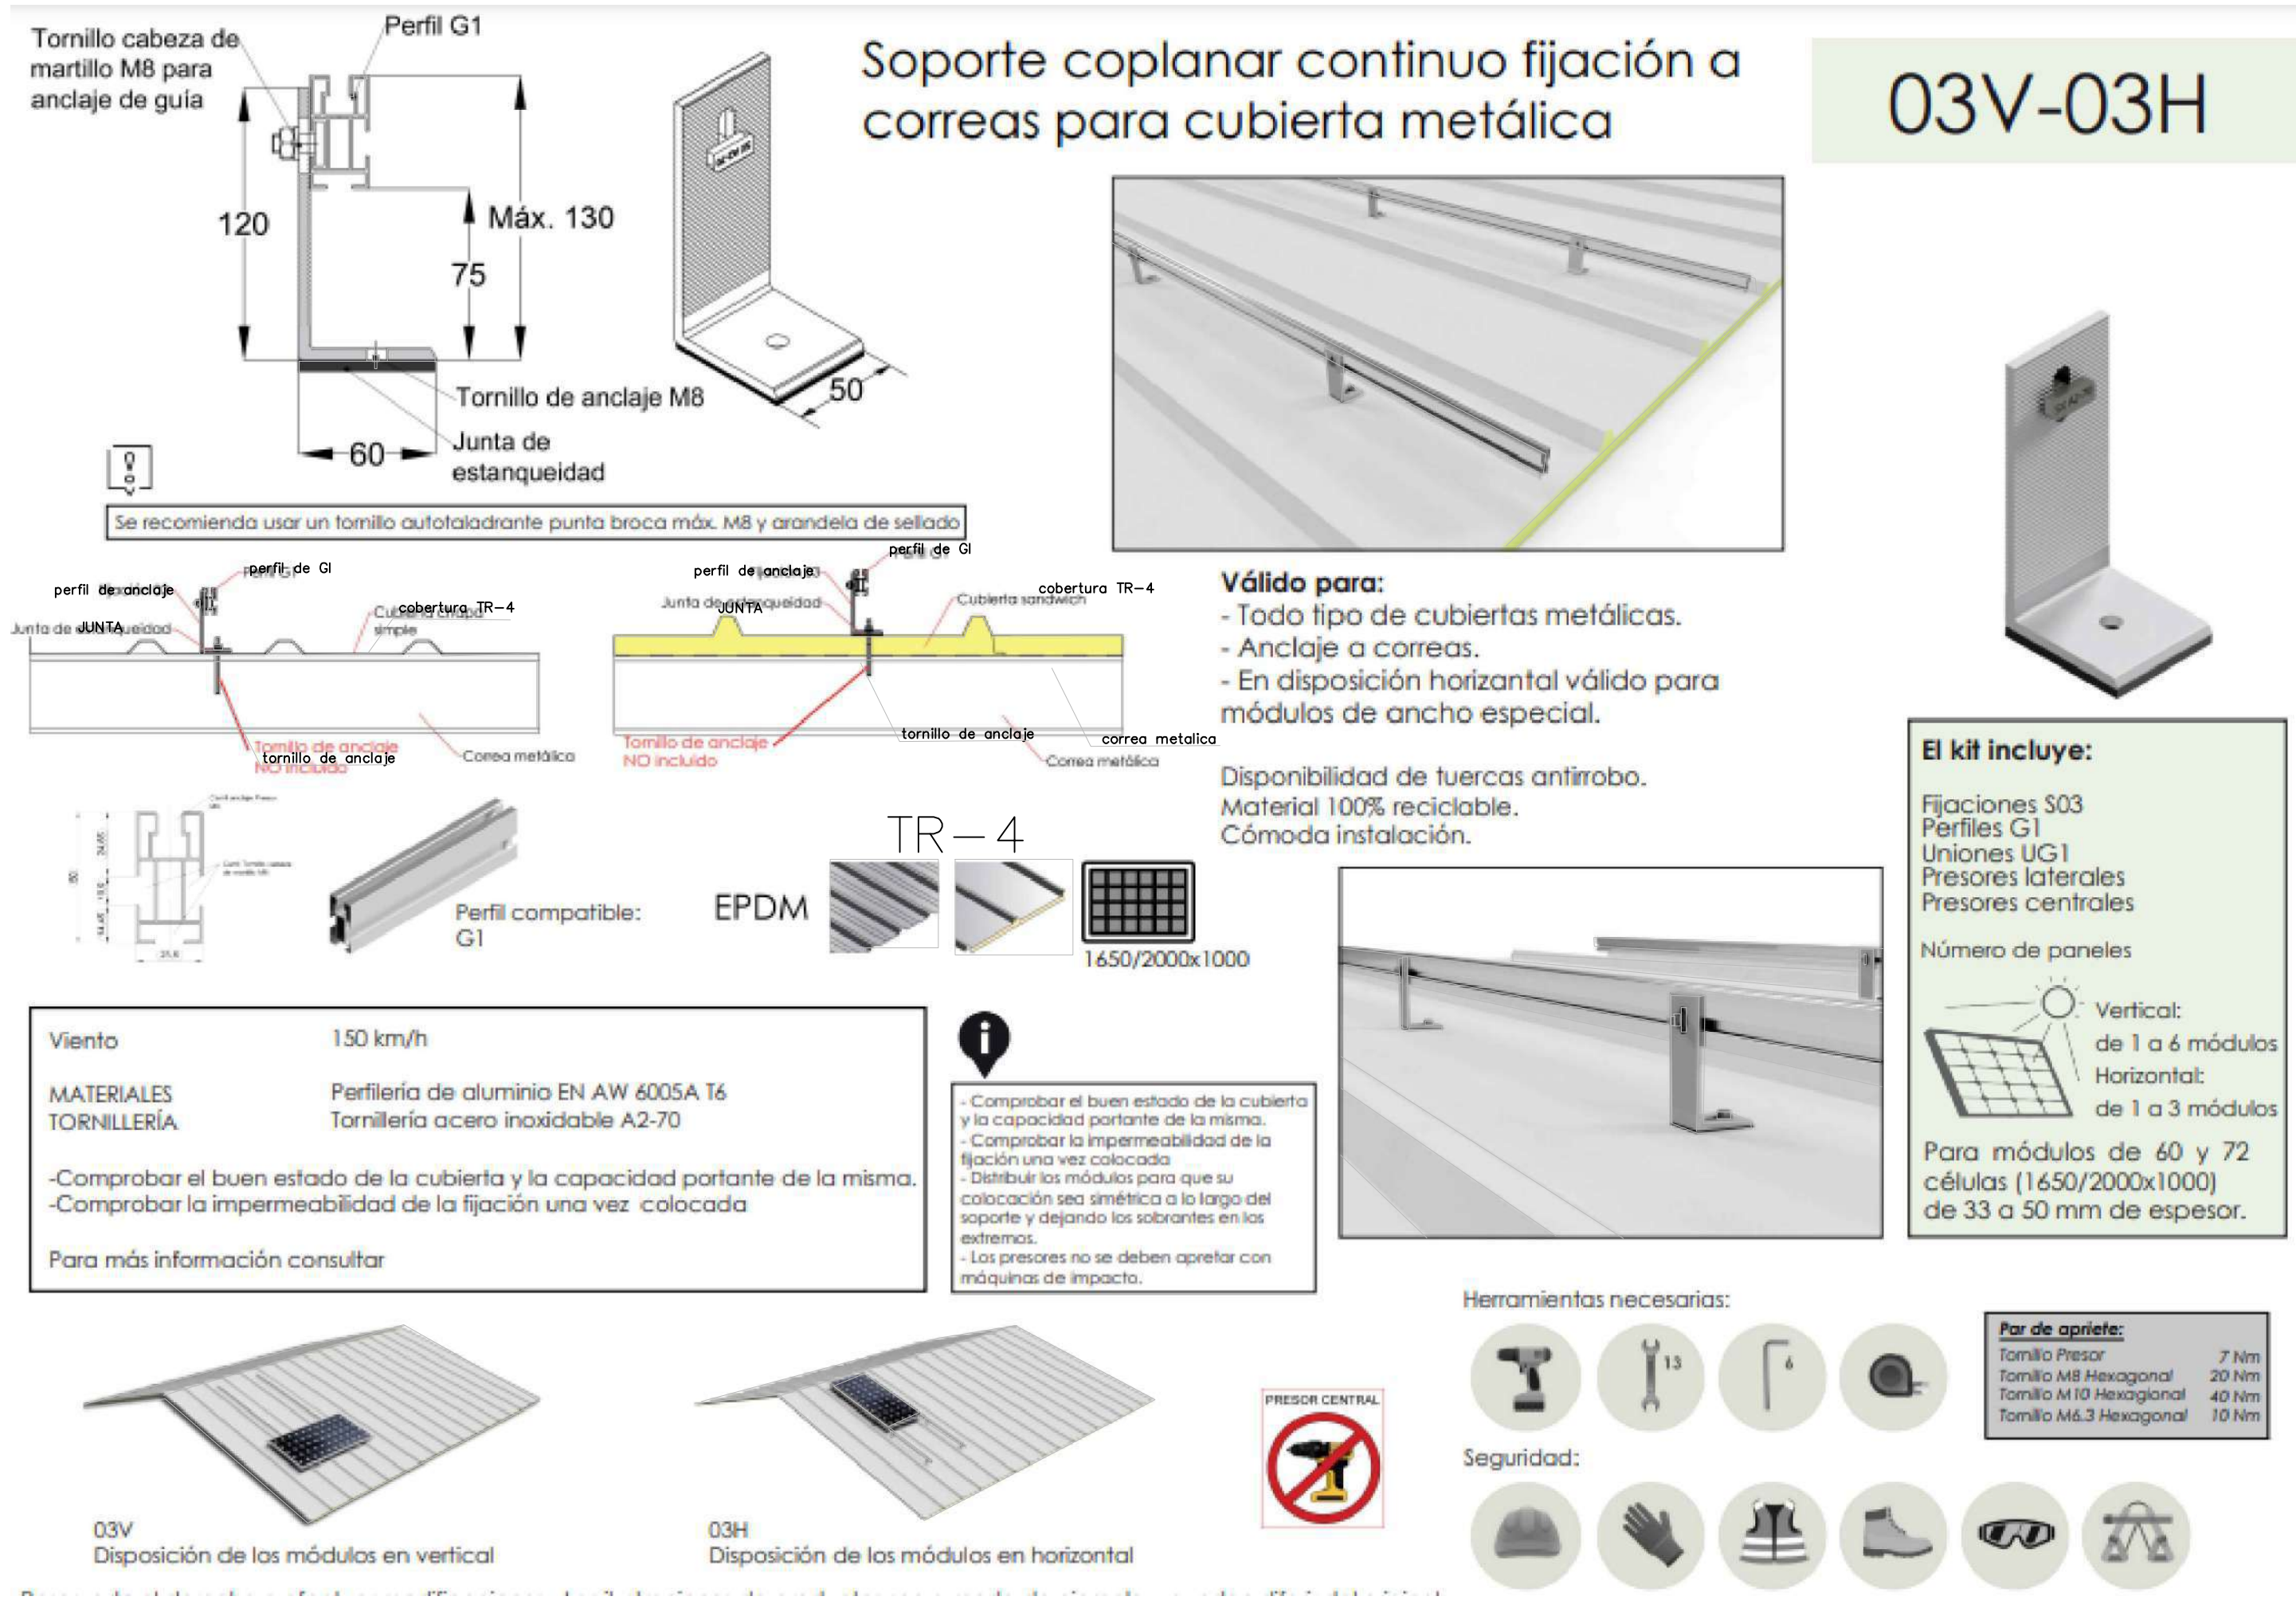 Tornillo cabeza de
martillo M8 para
anclaje de guía
Perfil G1
120
Máx. 130
75
60
50
Tornillo de anclaje M8
Junta de
estanqueidad
Soporte coplanar continuo fijación a
correas para cubierta metálica
03V-03H
Se recomienda usar un tornillo autotaladrante punta broca máx. M8 y arandela de sellado
perfil de GI
perfil de anclaje
cobertura TR-4
simple
JUNTA
Tornillo de anclaje
tornillo de anclaje
NO incluido
Correa metálica
perfil de GI
perfil de anclaje
cobertura TR-4
Cubierta sandwich
JUNTA
tornillo de anclaje
correa metalica
Tornillo de anclaje
NO incluido
Correa metálica
Válido para:
- Todo tipo de cubiertas metálicas.
- Anclaje a correas.
- En disposición horizantal válido para
módulos de ancho especial.
Disponibilidad de tuercas antirrobo.
Material 100% reciclable.
Cómoda instalación.
Perfil compatible:
G1
TR-4
EPDM
1650/2000x1000
El kit incluye:
Fijaciones S03
Perfiles G1
Uniones UG1
Presores laterales
Presores centrales
Número de paneles
Vertical:
de 1 a 6 módulos
Horizontal:
de 1 a 3 módulos
Para módulos de 60 y 72
células (1650/2000x1000)
de 33 a 50 mm de espesor.
Viento 150 km/h
MATERIALES Perfilería de aluminio EN AW 6005A T6
TORNILLERÍA Tornillería acero inoxidable A2-70
-Comprobar el buen estado de la cubierta y la capacidad portante de la misma.
-Comprobar la impermeabilidad de la fijación una vez colocada
Para más información consultar
- Comprobar el buen estado de la cubierta
y la capacidad portante de la misma.
- Comprobar la impermeabilidad de la
fijación una vez colocada
- Distribuir los módulos para que su
colocación sea simétrica a lo largo del
soporte y dejando los sobrantes en los
extremos.
- Los presores no se deben apretar con
máquinas de impacto.
03V
Disposición de los módulos en vertical
03H
Disposición de los módulos en horizontal
PRESOR CENTRAL
Herramientas necesarias:
13
6
Par de apriete:
Tornillo Presor 7 Nm
Tornillo M8 Hexagonal 20 Nm
Tornillo M10 Hexagional 40 Nm
Tornillo M6.3 Hexagonal 10 Nm
Seguridad: